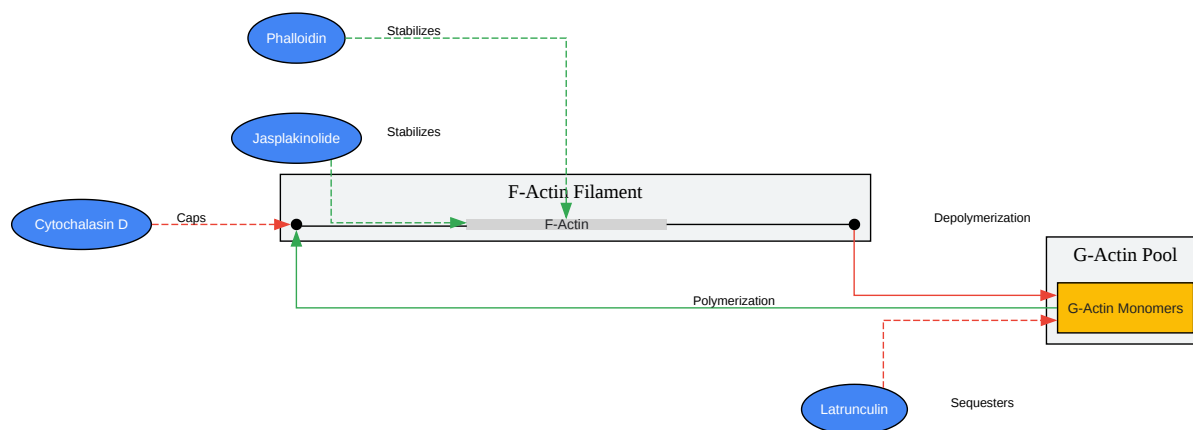 Phalloidin
Stabilizes
Jasplakinolide
Stabilizes
F-Actin Filament
Cytochalasin D
Caps
F-Actin
Depolymerization
G-Actin Pool
Polymerization
G-Actin Monomers
Latrunculin
Sequesters